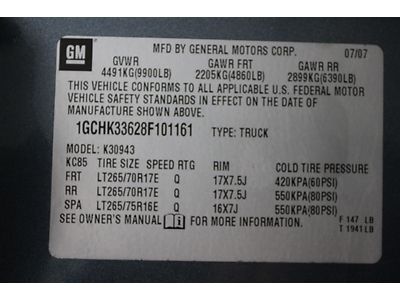 GM
MFD BY GENERAL MOTORS CORP. 07/07
GVWR GAWR FRT GAWR RR
4491KG(9900LB) 2205KG(4860LB) 2899KG(6390LB)
THIS VEHICLE CONFORMS TO ALL APPLICABLE U.S. FEDERAL MOTOR
VEHICLE SAFETY STANDARDS IN EFFECT ON THE DATE OF
MANUFACTURE SHOWN ABOVE.
1GCHK33628F101161 TYPE: TRUCK
MODEL: K30943
KC85 TIRE SIZE SPEED RTG RIM COLD TIRE PRESSURE
FRT LT265/70R17E Q 17X7.5J 420KPA(60PSI)
RR LT265/70R17E Q 17X7.5J 550KPA(80PSI)
SPA LT265/75R16E Q 16X7J 550KPA(80PSI)
SEE OWNER'S MANUAL FOR MORE INFORMATION.
F 147 LB
T 1941LB